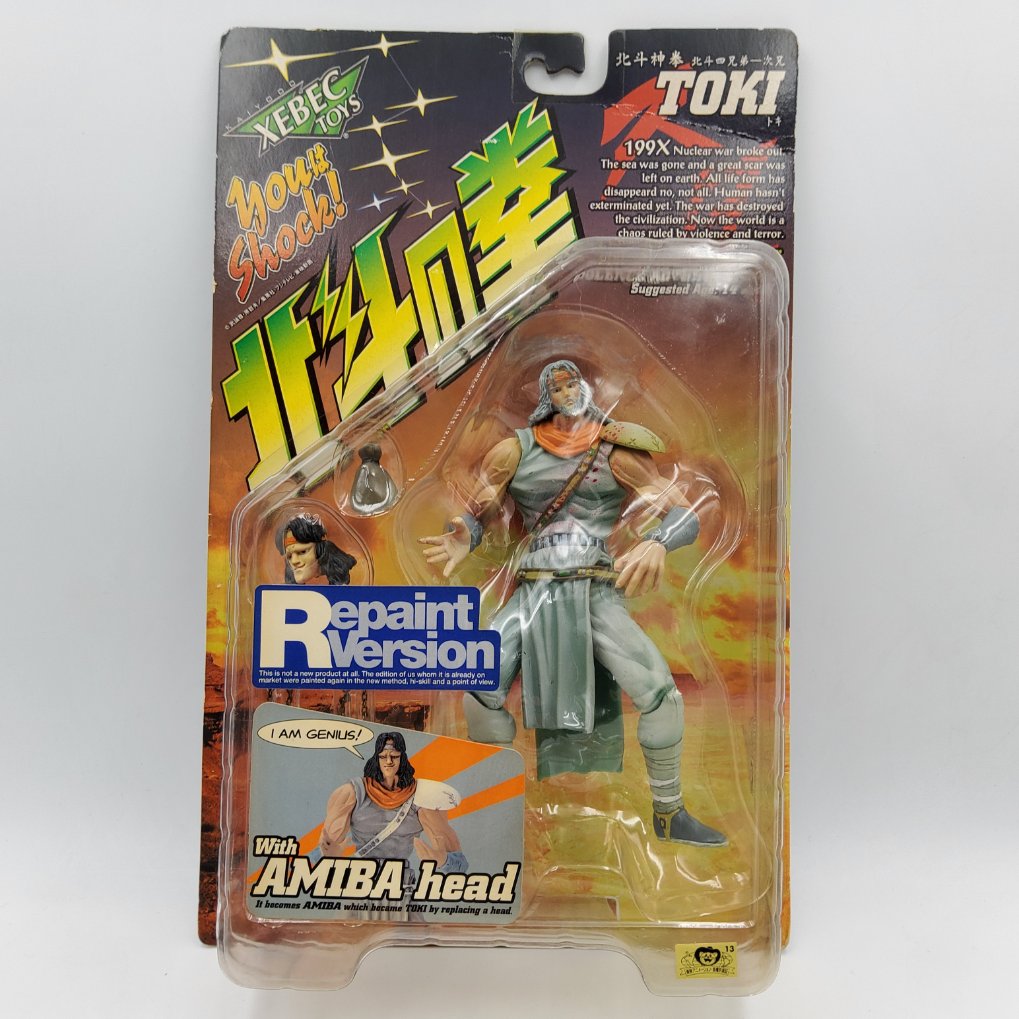 KAIYODO
XEBEC
TOYS
Youは
Shock!
北斗の拳
北斗神拳 北斗四兄弟一次兄
TOKI
トキ
199X Nuclear war broke out.
The sea was gone and a great scar was
left on earth. All life form has
disappeard no, not all. Human hasn't
exterminated yet. The war has destroyed
the civilization. Now the world is a
chaos ruled by violence and terror.
Suggested Age: 14
Repaint
Version
This is not a new product at all. The edition of us whom it is already on
market were painted again in the new method, hi-skill and a point of view.
I AM GENIUS!
With
AMIBA head
It becomes AMIBA which became TOKI by replacing a head.
13